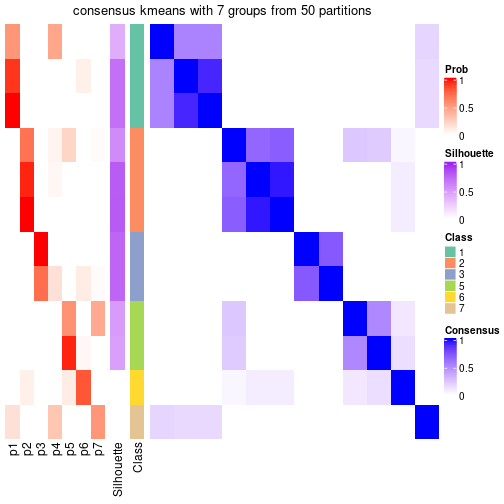 consensus kmeans with 7 groups from 50 partitions
Prob
1
0.5
0
Silhouette
1
0.5
0
Class
1
2
3
5
6
7
Consensus
1
0.5
0
p1
p2
p3
p4
p5
p6
p7
Silhouette
Class